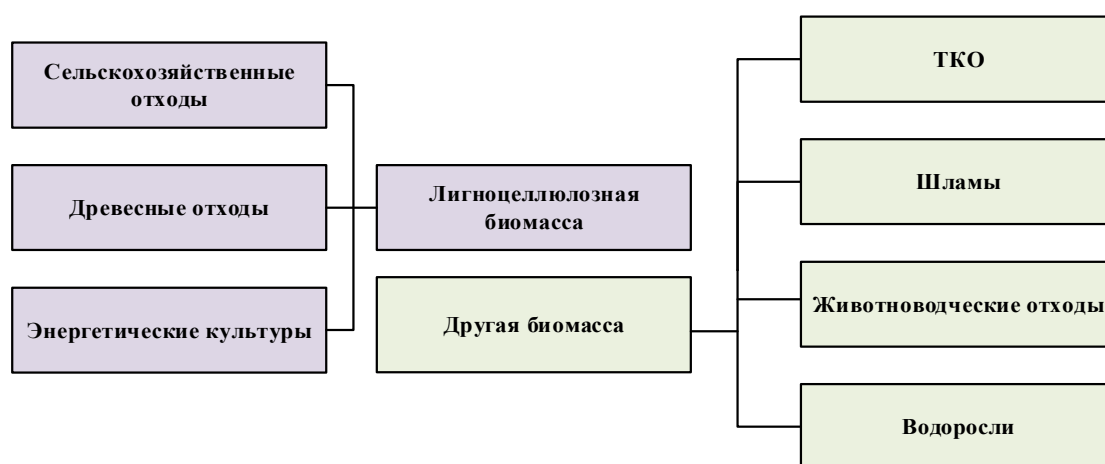 Сельскохозяйственные
отходы
Древесные отходы
Энергетические культуры
Лигноцеллюлозная
биомасса
Другая биомасса
ТКО
Шламы
Животноводческие отходы
Водоросли